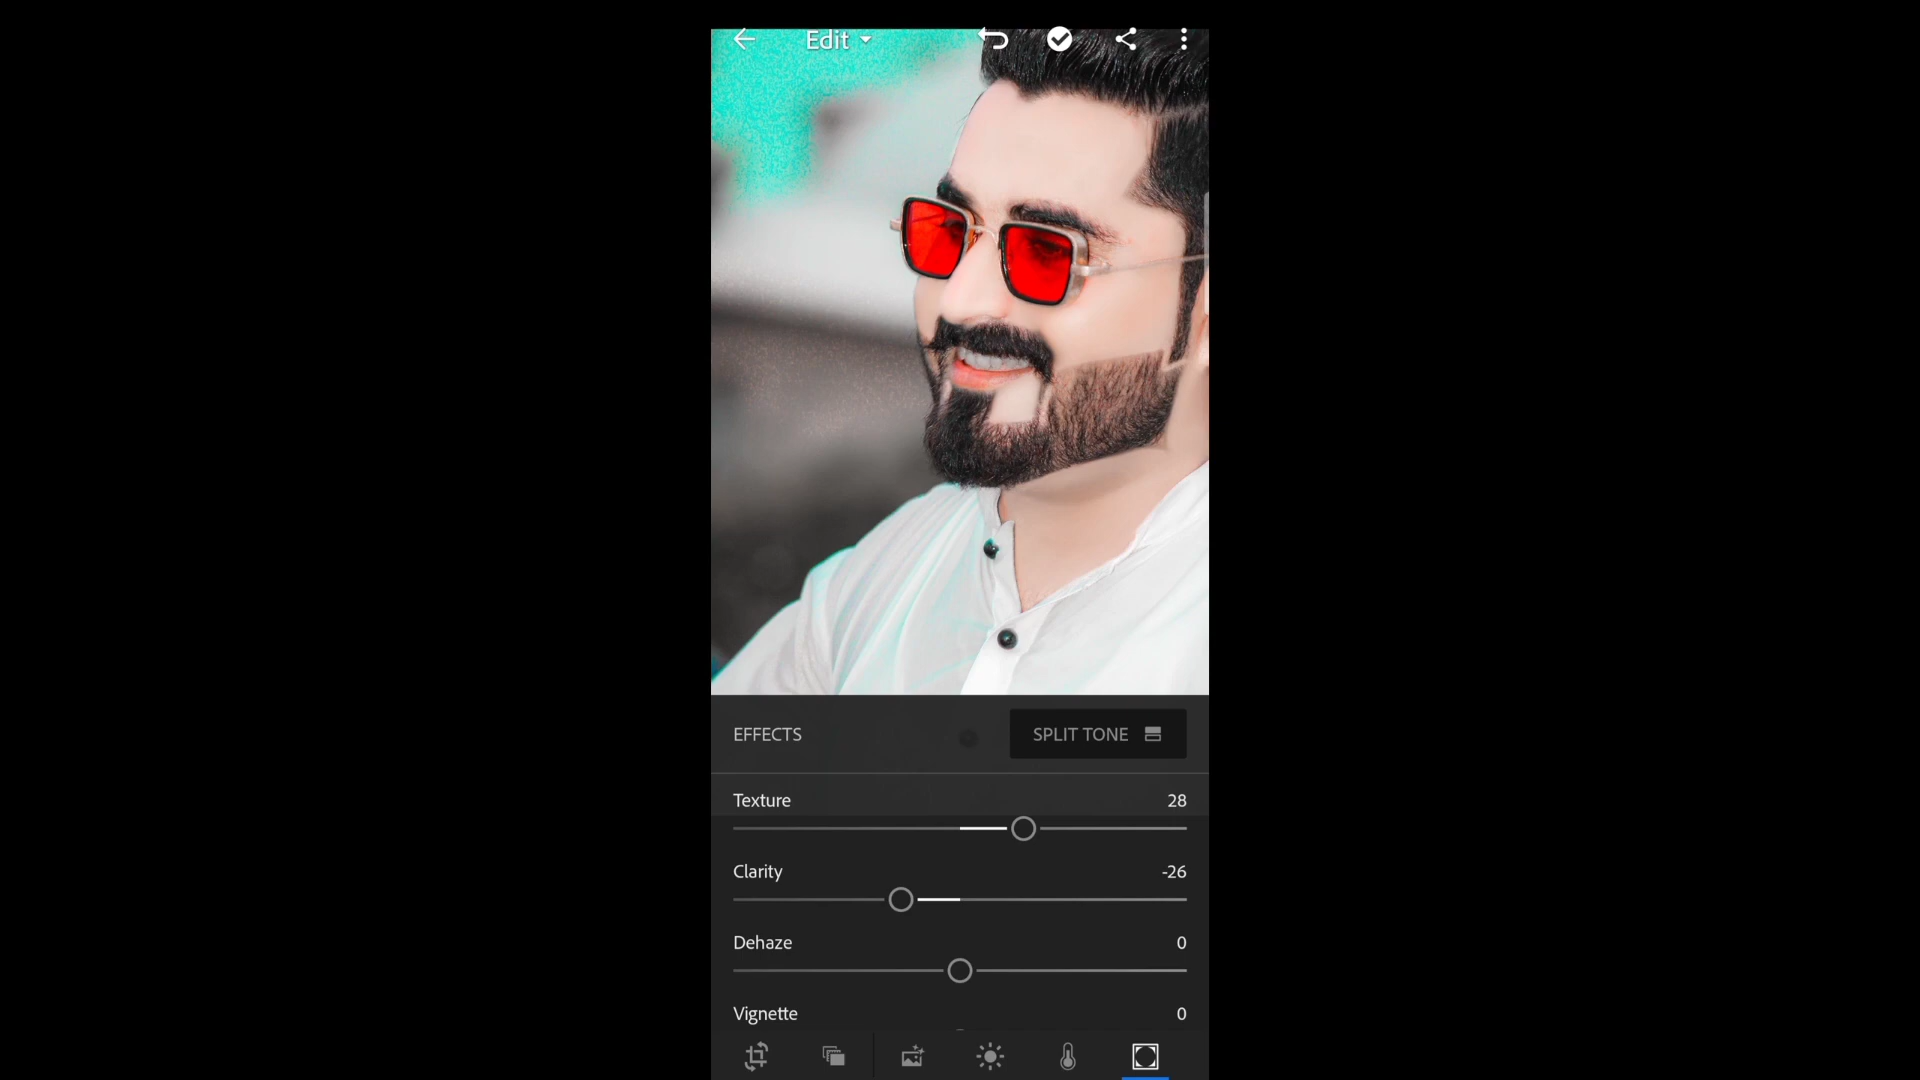 Edit
EFFECTS
SPLIT TONE
Texture 28
Clarity -26
Dehaze 0
Vignette 0